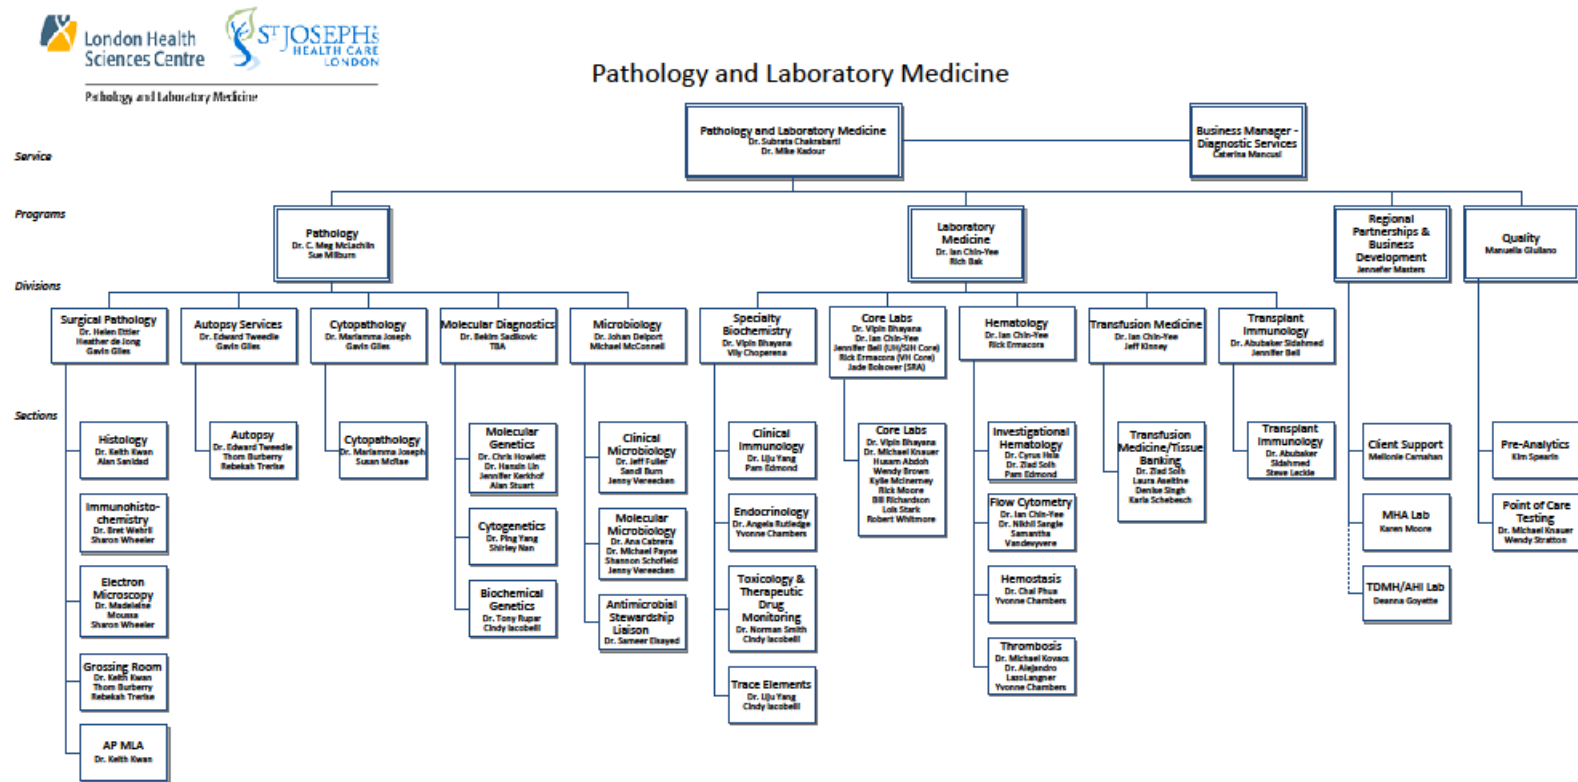 London Health
Sciences Centre
ST JOSEPH'S
HEALTH CARE
LONDON
Pathology and Laboratory Medicine
Pathology and Laboratory Medicine
Service
Programs
Divisions
Sections
Pathology and Laboratory Medicine
Dr. Subrata Chakrabarti
Dr. Mike Kadour
Business Manager -
Diagnostic Services
Caterina Mancusi
Pathology
Dr. C. Meg McLachlin
Sue Milburn
Laboratory
Medicine
Dr. Ian Chin-Yee
Rich Bak
Regional
Partnerships &
Business
Development
Jennefer Masters
Quality
Manuella Giuliano
Surgical Pathology
Dr. Helen Ettler
Heather de Jong
Gavin Giles
Autopsy Services
Dr. Edward Tweedie
Gavin Giles
Cytopathology
Dr. Mariamma Joseph
Gavin Giles
Molecular Diagnostics
Dr. Bekim Sadikovic
TBA
Microbiology
Dr. Johan Delport
Michael McConnell
Specialty
Biochemistry
Dr. Vipin Bhayana
Vily Choperena
Core Labs
Dr. Vipin Bhayana
Dr. Ian Chin-Yee
Jennifer Bell (UH/SJH Core)
Rick Ermacora (VH Core)
Jade Bolsover (SRA)
Hematology
Dr. Ian Chin-Yee
Rick Ermacora
Transfusion Medicine
Dr. Ian Chin-Yee
Jeff Kinney
Transplant
Immunology
Dr. Abubaker Sidahmed
Jennifer Bell
Histology
Dr. Keith Kwan
Alan Sanidad
Immunohisto-
chemistry
Dr. Bret Wehrli
Sharon Wheeler
Electron
Microscopy
Dr. Madeleine
Moussa
Sharon Wheeler
Grossing Room
Dr. Keith Kwan
Thom Burberry
Rebekah Trerise
AP MLA
Dr. Keith Kwan
Autopsy
Dr. Edward Tweedie
Thom Burberry
Rebekah Trerise
Cytopathology
Dr. Mariamma Joseph
Susan McRae
Molecular
Genetics
Dr. Chris Howlett
Dr. Hanxin Lin
Jennifer Kerkhof
Alan Stuart
Cytogenetics
Dr. Ping Yang
Shirley Nan
Biochemical
Genetics
Dr. Tony Rupar
Cindy Iacobelli
Clinical
Microbiology
Dr. Jeff Fuller
Sandi Burn
Jenny Vereecken
Molecular
Microbiology
Dr. Ana Cabrera
Dr. Michael Payne
Shannon Schofield
Jenny Vereecken
Antimicrobial
Stewardship
Liaison
Dr. Sameer Elsayed
Clinical
Immunology
Dr. Liju Yang
Pam Edmond
Endocrinology
Dr. Angela Rutledge
Yvonne Chambers
Toxicology &
Therapeutic
Drug
Monitoring
Dr. Norman Smith
Cindy Iacobelli
Trace Elements
Dr. Liju Yang
Cindy Iacobelli
Core Labs
Dr. Vipin Bhayana
Dr. Michael Knauer
Husam Abdoh
Wendy Brown
Kylie McInerney
Rick Moore
Bill Richardson
Lois Stark
Robert Whitmore
Investigational
Hematology
Dr. Cyrus Hsia
Dr. Ziad Solh
Pam Edmond
Flow Cytometry
Dr. Ian Chin-Yee
Dr. Nikhil Sangle
Samantha
Vandevyvere
Hemostasis
Dr. Chai Phua
Yvonne Chambers
Thrombosis
Dr. Michael Kovacs
Dr. Alejandro
LazoLangner
Yvonne Chambers
Transfusion
Medicine/Tissue
Banking
Dr. Ziad Solh
Laura Aseltine
Denise Singh
Karla Schebesch
Transplant
Immunology
Dr. Abubaker
Sidahmed
Steve Leckie
Client Support
Mellonie Carnahan
MHA Lab
Karen Moore
TDMH/AHI Lab
Deanna Goyette
Pre-Analytics
Kim Spearin
Point of Care
Testing
Dr. Michael Knauer
Wendy Stratton